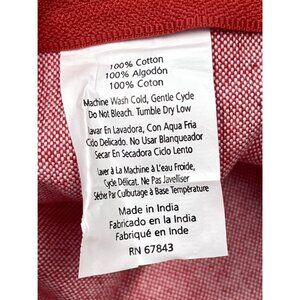 100% Cotton
100% Algodón
100% Coton
Machine Wash Cold, Gentle Cycle
Do Not Bleach. Tumble Dry Low
Lavar En Lavadora, Con Aqua Fria
Ciclo Delicado. No Usar Blanqueador
Secar En Secadora Ciclo Lento
Laver à La Machine à L'eau Froide,
Cycle Délicat. Ne Pas Javelliser
Sécher Par Culbutage à Base Température
Made in India
Fabricado en la India
Fabriqué en Inde
RN 67843